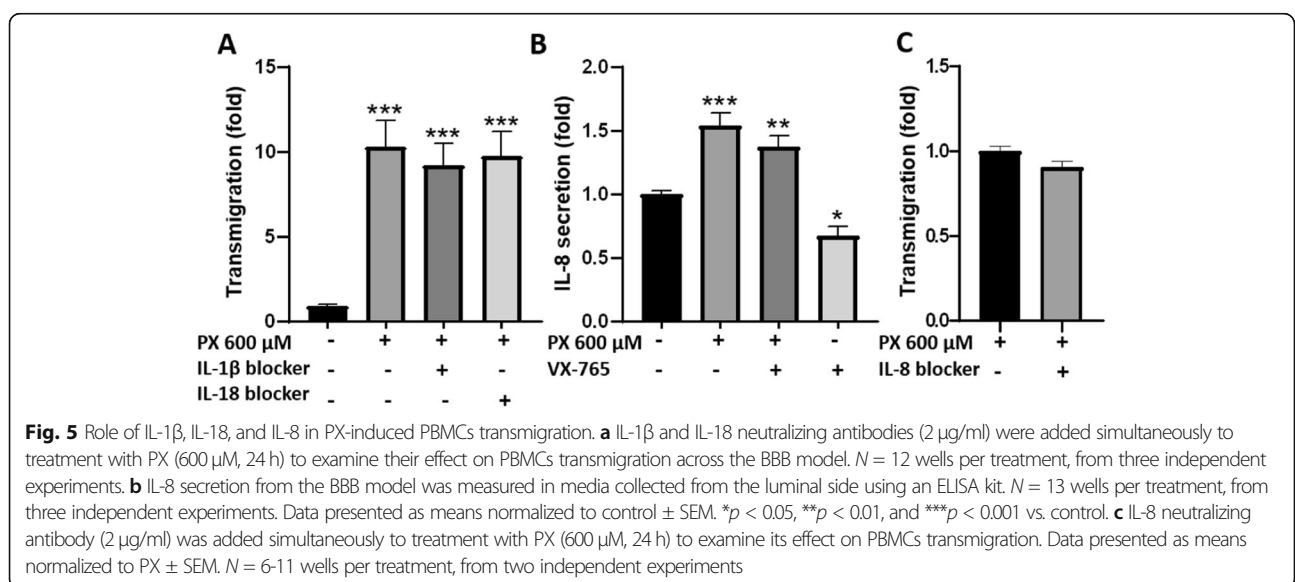 A
B
C
Transmigration (fold)
15
10
5
0
***
***
***
PX 600 μM - + + +
IL-1β blocker - - + -
IL-18 blocker - - - +
IL-8 secretion (fold)
2.0
1.5
1.0
0.5
0.0
***
**
*
PX 600 μM - + + -
VX-765 - - + +
Transmigration (fold)
1.5
1.0
0.5
0.0
PX 600 μM + +
IL-8 blocker - +
Fig. 5 Role of IL-1β, IL-18, and IL-8 in PX-induced PBMCs transmigration. a IL-1β and IL-18 neutralizing antibodies (2 μg/ml) were added simultaneously to
treatment with PX (600 μM, 24 h) to examine their effect on PBMCs transmigration across the BBB model. N = 12 wells per treatment, from three independent
experiments. b IL-8 secretion from the BBB model was measured in media collected from the luminal side using an ELISA kit. N = 13 wells per treatment, from
three independent experiments. Data presented as means normalized to control ± SEM. *p < 0.05, **p < 0.01, and ***p < 0.001 vs. control. c IL-8 neutralizing
antibody (2 μg/ml) was added simultaneously to treatment with PX (600 μM, 24 h) to examine its effect on PBMCs transmigration. Data presented as means
normalized to PX ± SEM. N = 6-11 wells per treatment, from two independent experiments